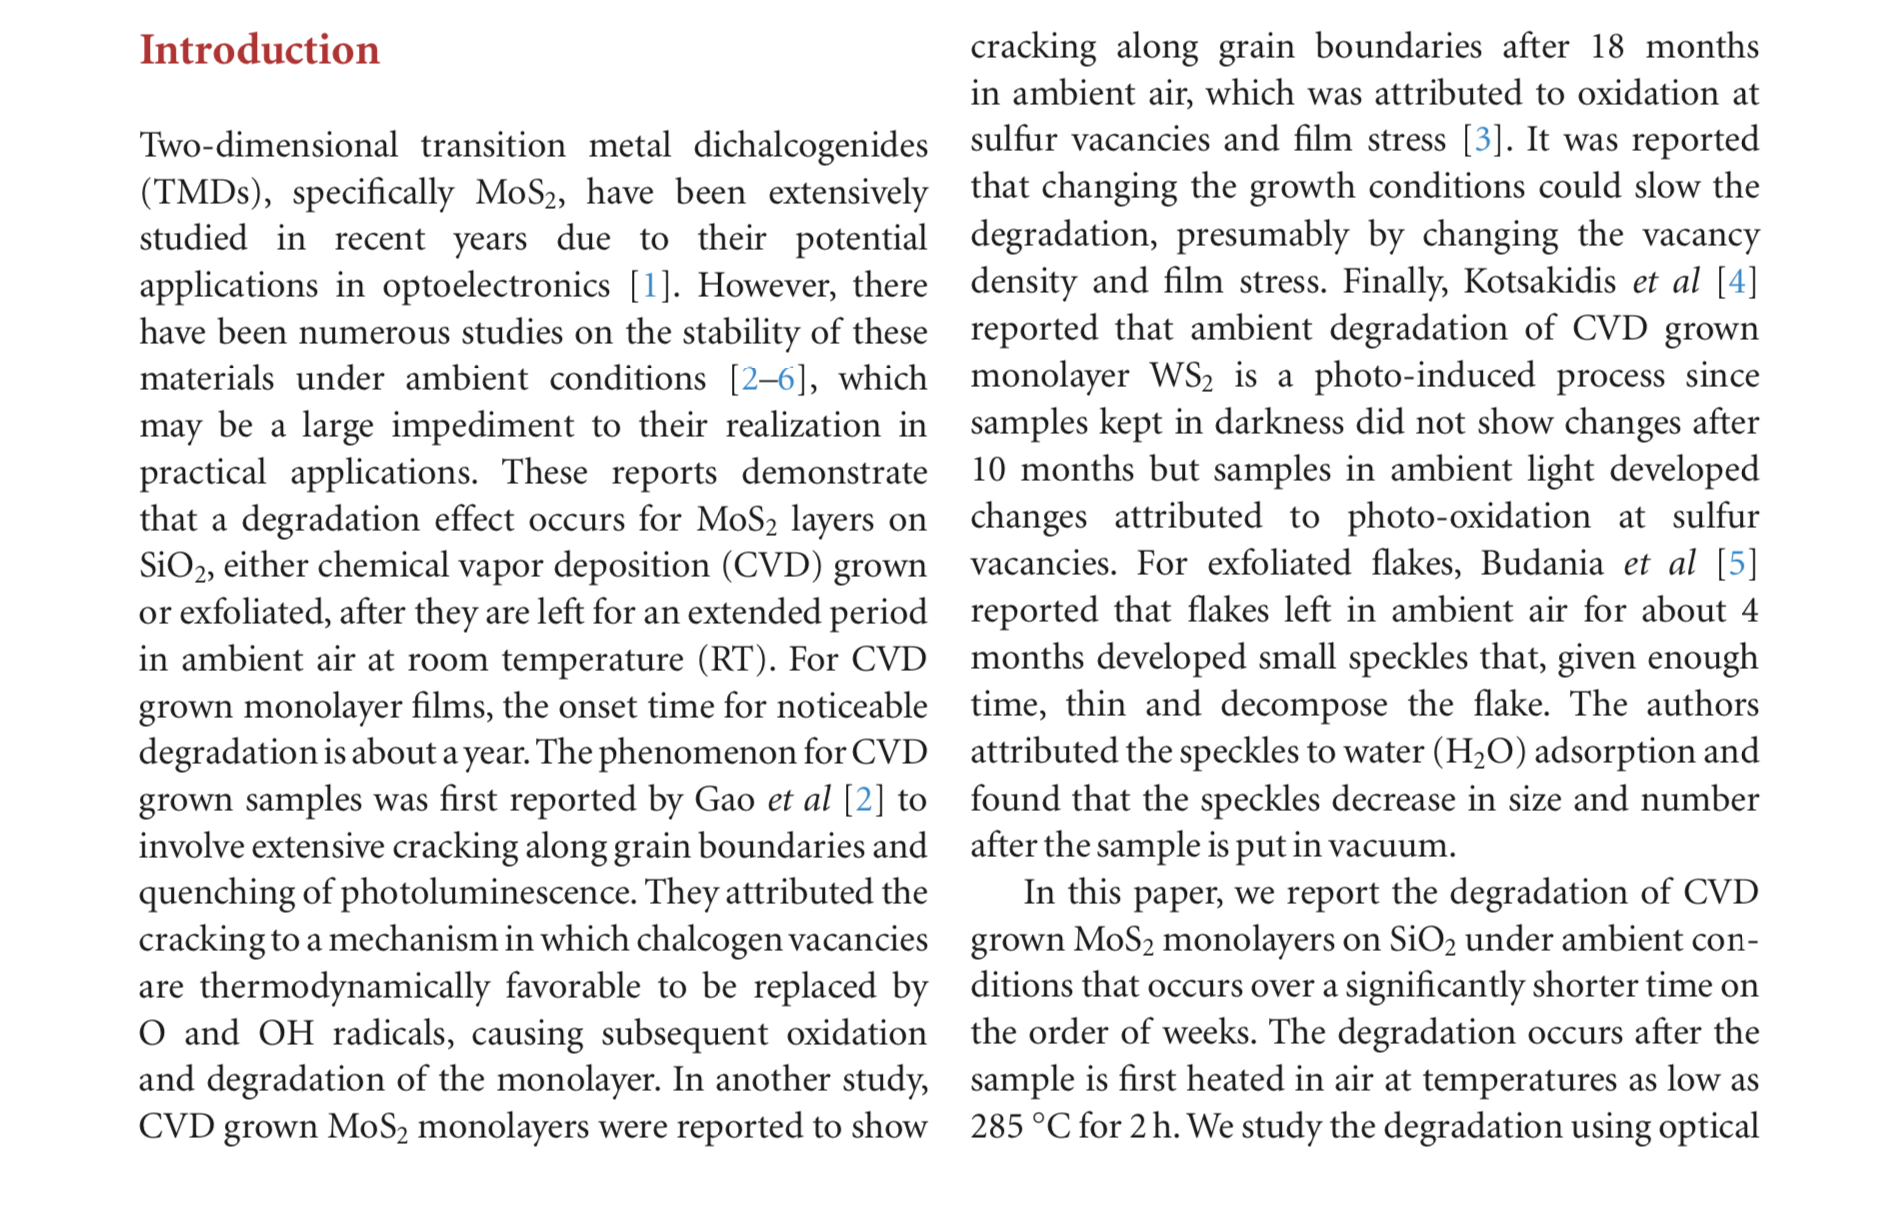 Introduction
Two-dimensional transition metal dichalcogenides
(TMDs), specifically MoS₂, have been extensively
studied in recent years due to their potential
applications in optoelectronics [1]. However, there
have been numerous studies on the stability of these
materials under ambient conditions [2–6], which
may be a large impediment to their realization in
practical applications. These reports demonstrate
that a degradation effect occurs for MoS₂ layers on
SiO₂, either chemical vapor deposition (CVD) grown
or exfoliated, after they are left for an extended period
in ambient air at room temperature (RT). For CVD
grown monolayer films, the onset time for noticeable
degradation is about a year. The phenomenon for CVD
grown samples was first reported by Gao et al [2] to
involve extensive cracking along grain boundaries and
quenching of photoluminescence. They attributed the
cracking to a mechanism in which chalcogen vacancies
are thermodynamically favorable to be replaced by
O and OH radicals, causing subsequent oxidation
and degradation of the monolayer. In another study,
CVD grown MoS₂ monolayers were reported to show
cracking along grain boundaries after 18 months
in ambient air, which was attributed to oxidation at
sulfur vacancies and film stress [3]. It was reported
that changing the growth conditions could slow the
degradation, presumably by changing the vacancy
density and film stress. Finally, Kotsakidis et al [4]
reported that ambient degradation of CVD grown
monolayer WS₂ is a photo-induced process since
samples kept in darkness did not show changes after
10 months but samples in ambient light developed
changes attributed to photo-oxidation at sulfur
vacancies. For exfoliated flakes, Budania et al [5]
reported that flakes left in ambient air for about 4
months developed small speckles that, given enough
time, thin and decompose the flake. The authors
attributed the speckles to water (H₂O) adsorption and
found that the speckles decrease in size and number
after the sample is put in vacuum.
In this paper, we report the degradation of CVD
grown MoS₂ monolayers on SiO₂ under ambient con-
ditions that occurs over a significantly shorter time on
the order of weeks. The degradation occurs after the
sample is first heated in air at temperatures as low as
285 °C for 2 h. We study the degradation using optical